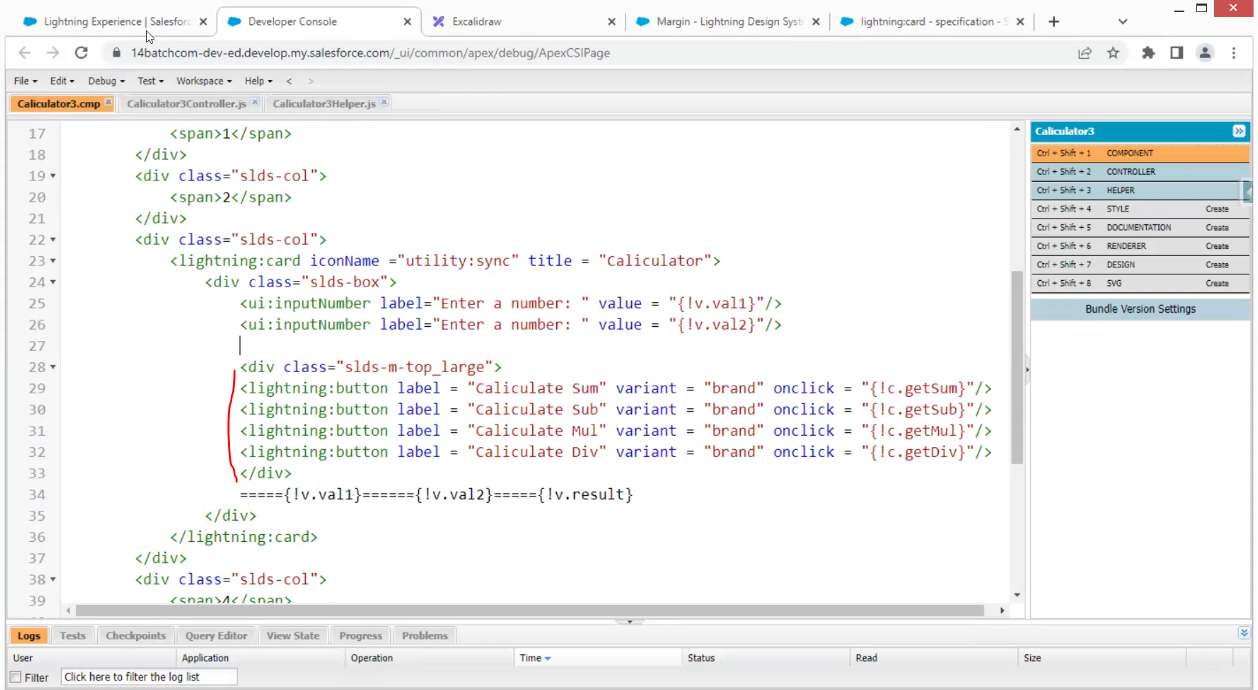 Lightning Experience | Salesforc
Developer Console
Excalidraw
Margin - Lightning Design Syste
lightning:card - specification - S
14batchcom-dev-ed.develop.my.salesforce.com/_ui/common/apex/debug/ApexCSIPage
File Edit Debug Test Workspace Help < >
Caliculator3.cmp Caliculator3Controller.js Caliculator3Helper.js
17 <span>1</span>
18 </div>
19 <div class="slds-col">
20 <span>2</span>
21 </div>
22 <div class="slds-col">
23 <lightning:card iconName ="utility:sync" title = "Caliculator">
24 <div class="slds-box">
25 <ui:inputNumber label="Enter a number: " value = "{!v.val1}"/>
26 <ui:inputNumber label="Enter a number: " value = "{!v.val2}"/>
27
28 <div class="slds-m-top_large">
29 <lightning:button label = "Caliculate Sum" variant = "brand" onclick = "{!c.getSum}"/>
30 <lightning:button label = "Caliculate Sub" variant = "brand" onclick = "{!c.getSub}"/>
31 <lightning:button label = "Caliculate Mul" variant = "brand" onclick = "{!c.getMul}"/>
32 <lightning:button label = "Caliculate Div" variant = "brand" onclick = "{!c.getDiv}"/>
33 </div>
34 ====={!v.val1}======{!v.val2}====={!v.result}
35 </div>
36 </lightning:card>
37 </div>
38 <div class="slds-col">
39 <span>4</span>
Caliculator3
Ctrl + Shift + 1 COMPONENT
Ctrl + Shift + 2 CONTROLLER
Ctrl + Shift + 3 HELPER
Ctrl + Shift + 4 STYLE Create
Ctrl + Shift + 5 DOCUMENTATION Create
Ctrl + Shift + 6 RENDERER Create
Ctrl + Shift + 7 DESIGN Create
Ctrl + Shift + 8 SVG Create
Bundle Version Settings
Logs Tests Checkpoints Query Editor View State Progress Problems
User Application Operation Time Status Read Size
Filter Click here to filter the log list